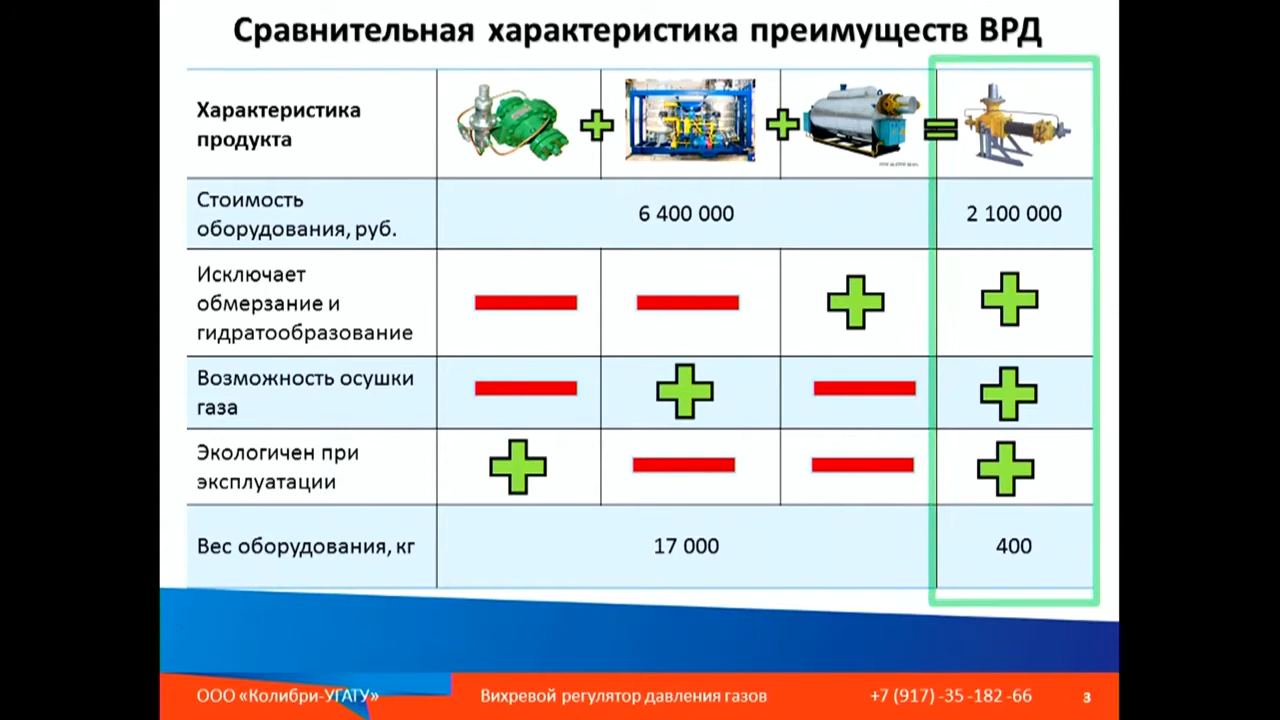 Сравнительная характеристика преимуществ ВРД
Характеристика
продукта
Стоимость
оборудования, руб.
6 400 000
2 100 000
Исключает
обмерзание и
гидратообразование
Возможность осушки
газа
Экологичен при
эксплуатации
Вес оборудования, кг
17 000
400
ООО «Колибри-УГАТУ»
Вихревой регулятор давления газов
+7 (917) -35 -182 -66
3